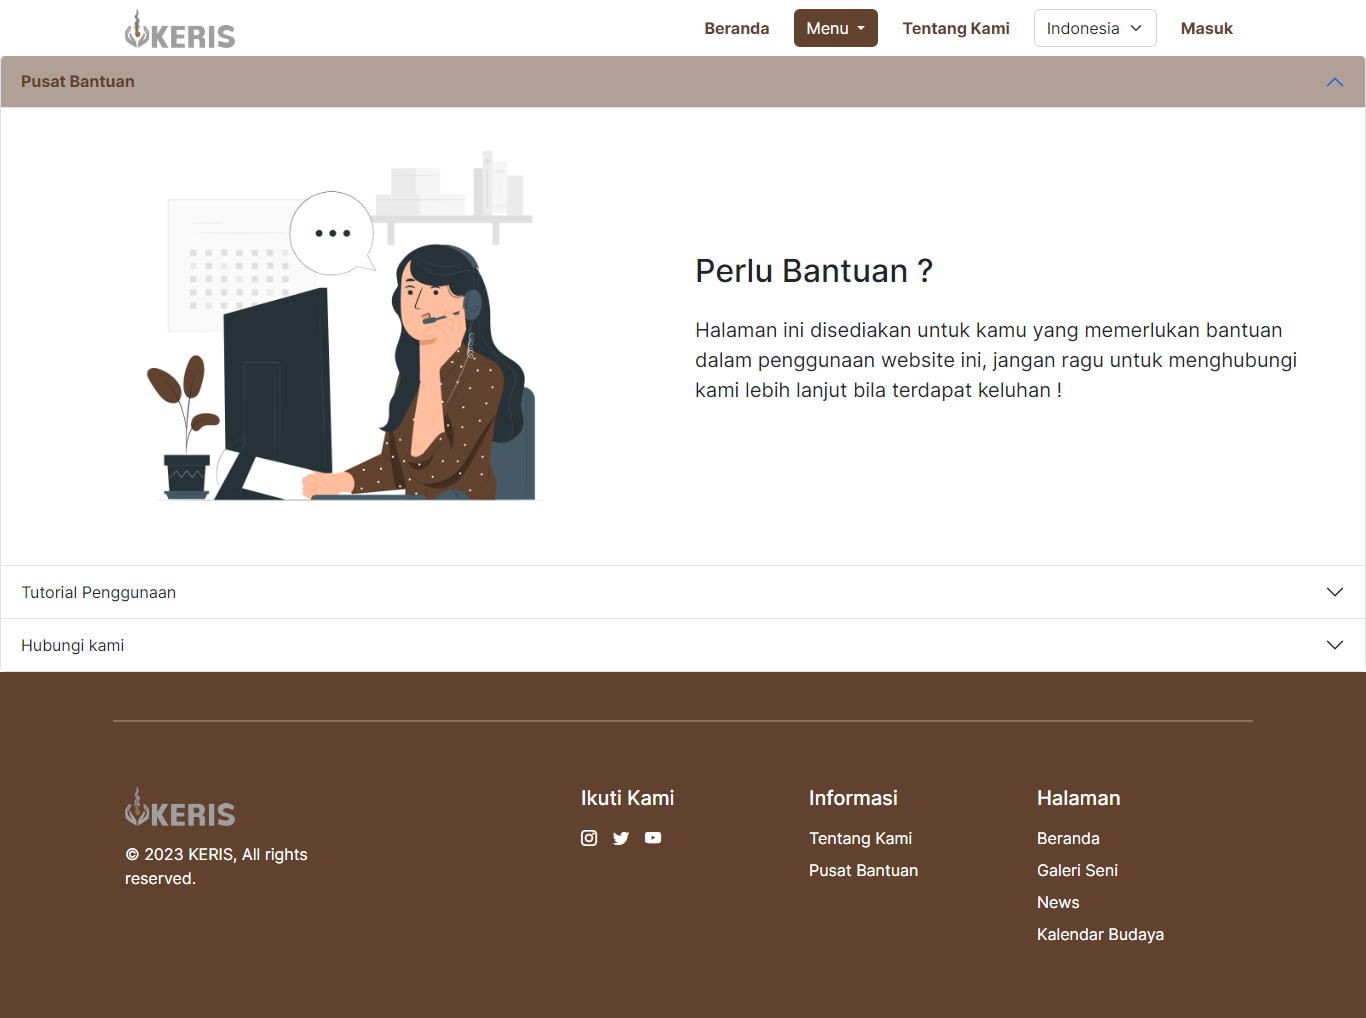 KERIS
Beranda
Menu
Tentang Kami
Indonesia
Masuk
Pusat Bantuan
Perlu Bantuan ?
Halaman ini disediakan untuk kamu yang memerlukan bantuan
dalam penggunaan website ini, jangan ragu untuk menghubungi
kami lebih lanjut bila terdapat keluhan !
Tutorial Penggunaan
Hubungi kami
KERIS
© 2023 KERIS, All rights
reserved.
Ikuti Kami
Informasi
Tentang Kami
Pusat Bantuan
Halaman
Beranda
Galeri Seni
News
Kalendar Budaya